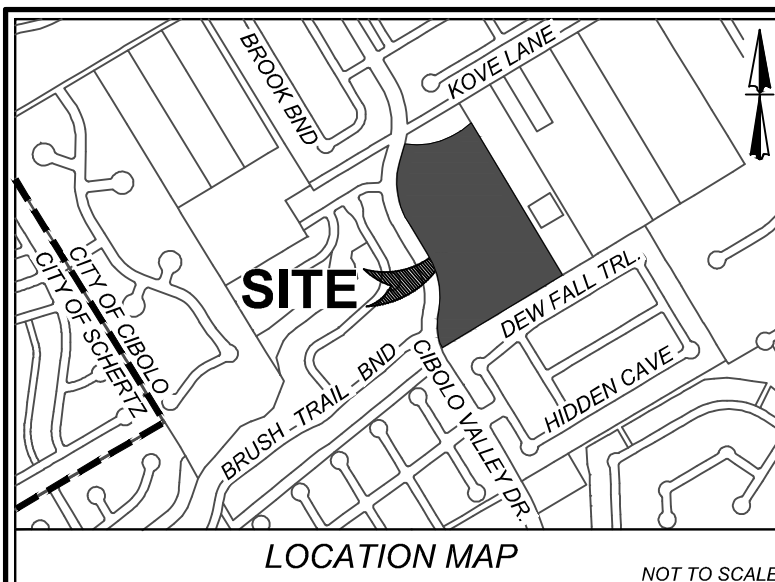 BROOK BND
KOVE LANE
CITY OF CIBOLO
CITY OF SCHERTZ
SITE
DEW FALL TRL.
BRUSH TRAIL BND
CIBOLO VALLEY DR.
HIDDEN CAVE
LOCATION MAP
NOT TO SCALE